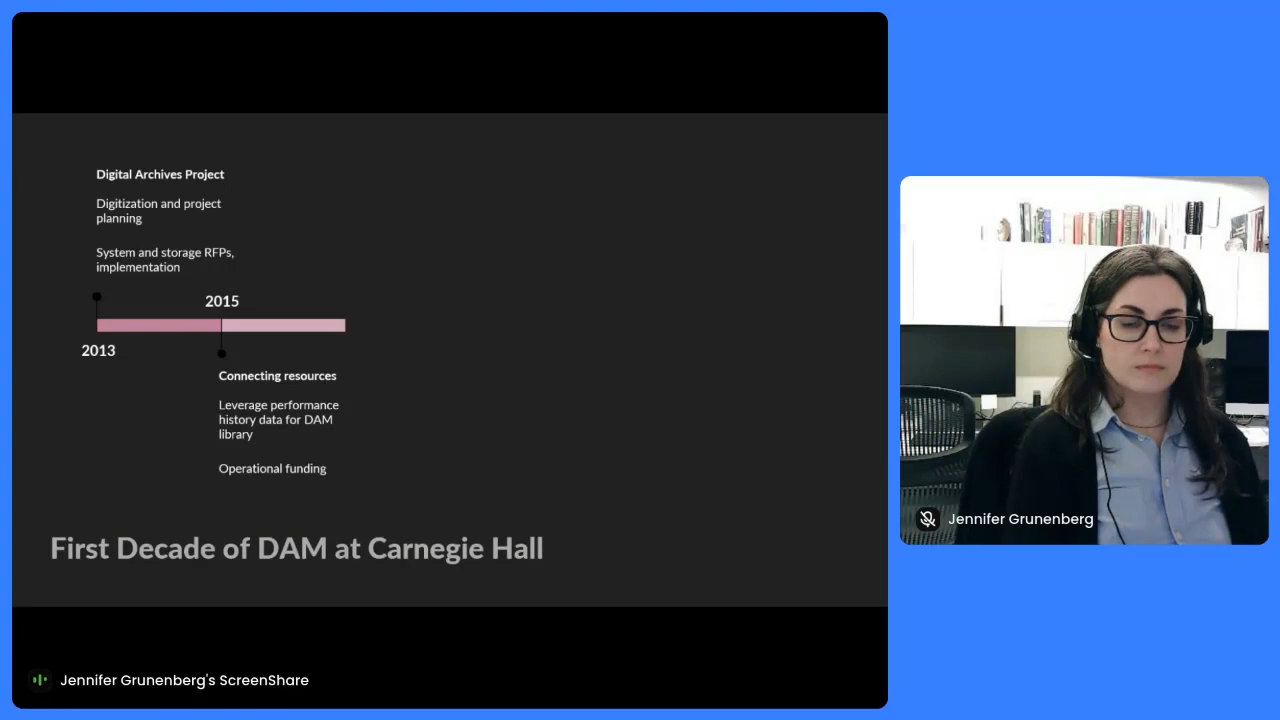 Digital Archives Project
Digitization and project
planning
System and storage RFPs,
implementation
2015
2013
Connecting resources
Leverage performance
history data for DAM
library
Operational funding
First Decade of DAM at Carnegie Hall
Jennifer Grunenberg's ScreenShare
Jennifer Grunenberg